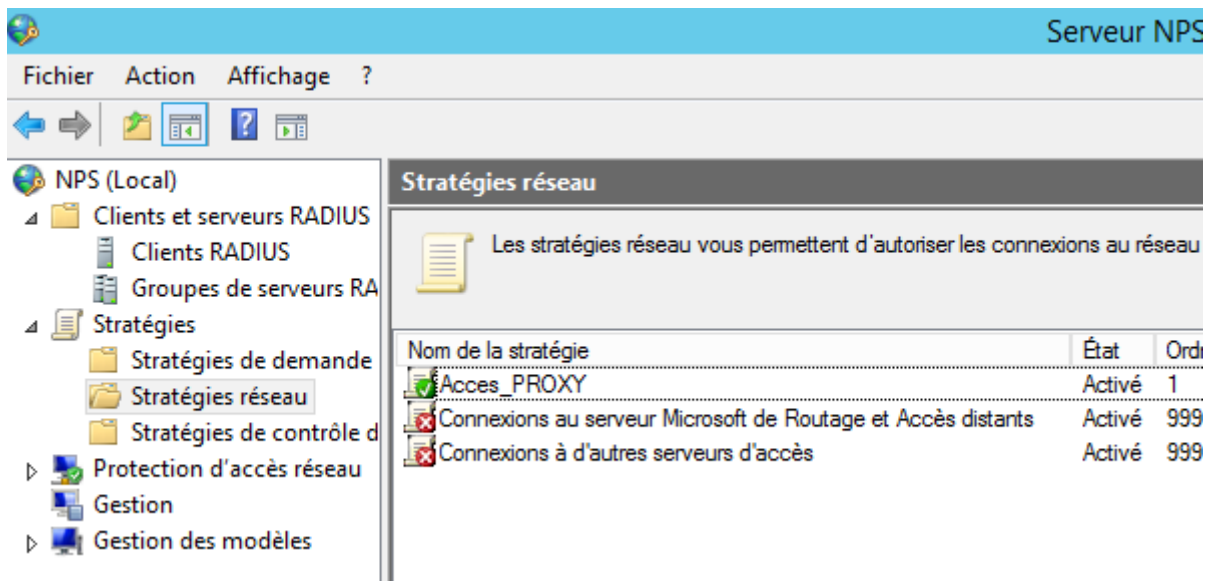 Serveur NPS
Fichier Action Affichage ?
NPS (Local)
Clients et serveurs RADIUS
Clients RADIUS
Groupes de serveurs RA
Stratégies
Stratégies de demande
Stratégies réseau
Stratégies de contrôle d
Protection d'accès réseau
Gestion
Gestion des modèles
Stratégies réseau
Les stratégies réseau vous permettent d'autoriser les connexions au réseau
Nom de la stratégie État Ordr
Acces_PROXY Activé 1
Connexions au serveur Microsoft de Routage et Accès distants Activé 999
Connexions à d'autres serveurs d'accès Activé 999